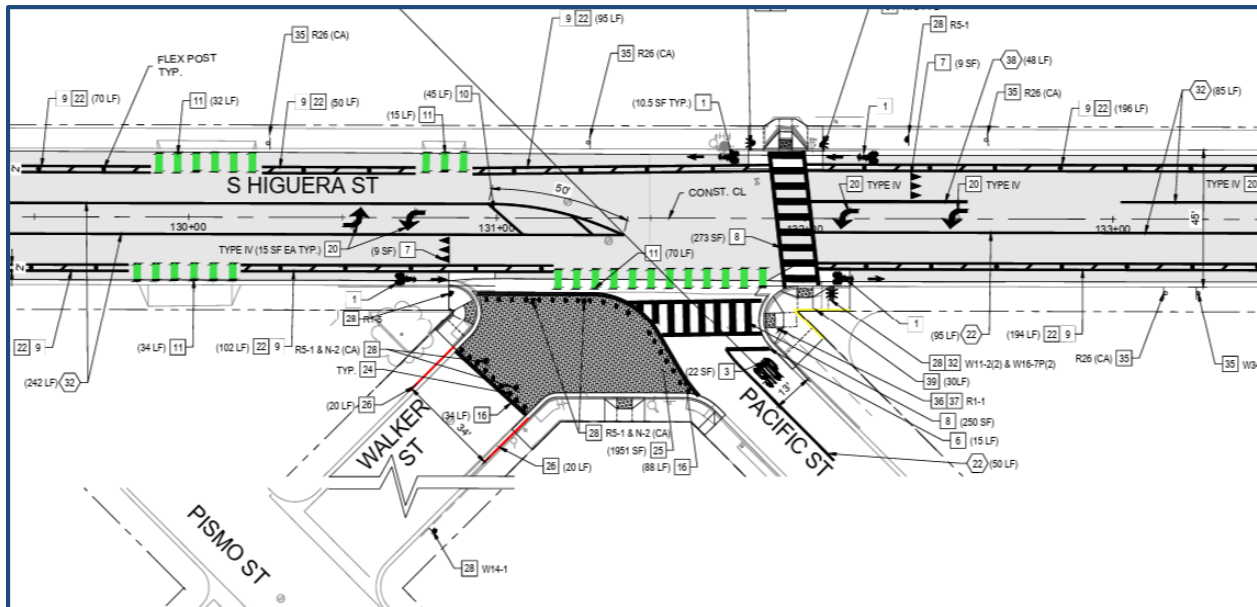 28 R5-1
9 22 (95 LF)
35 R26 (CA)
35 R26 (CA)
7 (9 SF)
38 (48 LF)
FLEX POST
TYP.
32 (85 LF)
35 R26 (CA)
9 22 (70 LF)
11 (32 LF)
9 22 (50 LF)
(45 LF) 10
(15 LF) 11
(10.5 SF TYP.) 1
1
9 22 (196 LF)
2'
S HIGUERA ST
50'
CONST. CL
20 TYPE IV
20 TYPE IV
TYPE IV 20
130+00
131+00
133+00
45'
TYPE IV (15 SF EA TYP.) 20
(9 SF) 7
(273 SF) 8
11 (70 LF)
2'
1
28
1
22 9
(34 LF) 11
(102 LF) 22 9
(95 LF) 22
(194 LF) 22 9
R26 (CA) 35
35 W34
R5-1 & N-2 (CA) 28
TYP. 24
28 32 W11-2(2) & W16-7P(2)
(242 LF) 32
(22 SF) 3
13'
39 (30LF)
36 37 R1-1
(20 LF) 26
(34 LF) 16
34'
28 R5-1 & N-2 (CA)
8 (250 SF)
WALKER
ST
PACIFIC ST
(1951 SF) 25
6 (15 LF)
26 (20 LF)
(88 LF) 16
22 (50 LF)
PISMO ST
28 W14-1